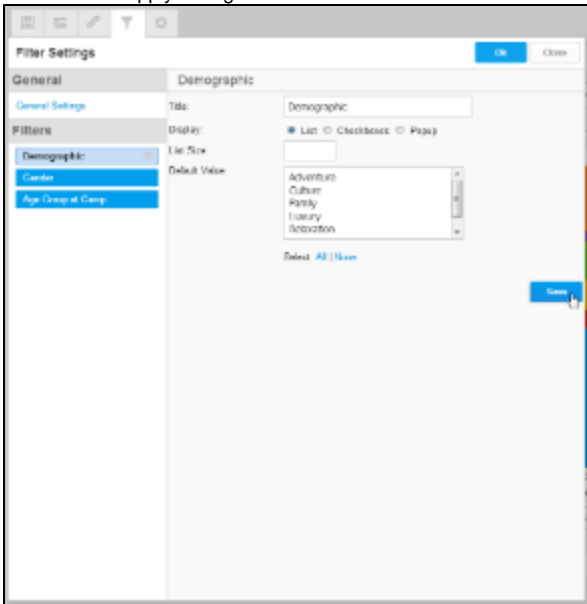 Filter Settings
Ok
Close
General
General Settings
Filters
Demographic
Gender
Age Group at Camp
Demographic
Title:
Demographic
Display:
List Checkboxes Popup
List Size:
Default Value:
Adventure
Culture
Family
Luxury
Relaxation
Select All | None
Save